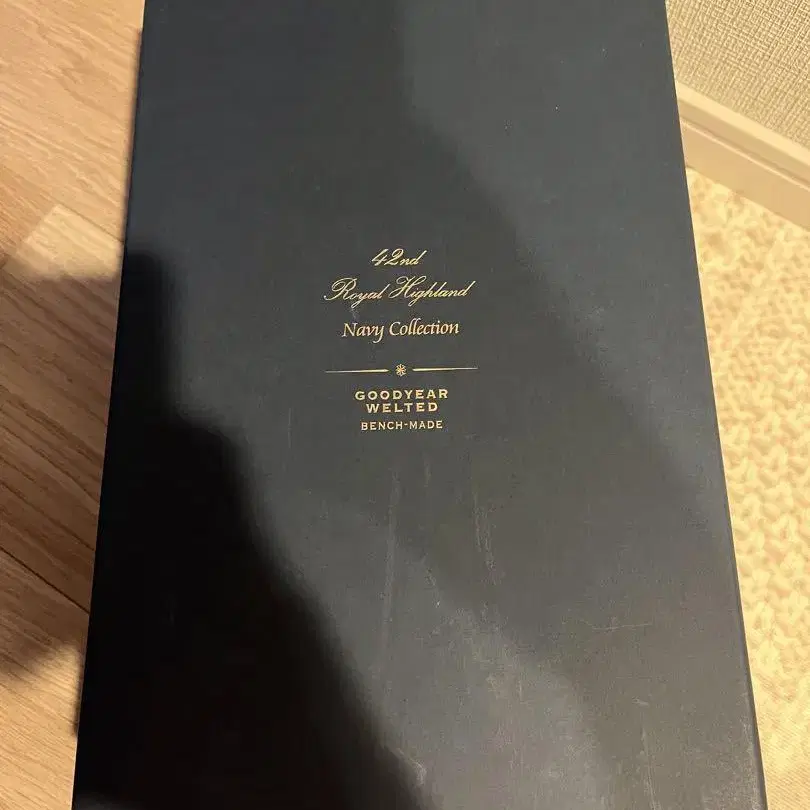 42nd
Royal Highland
Navy Collection
GOODYEAR
WELTED
BENCH-MADE